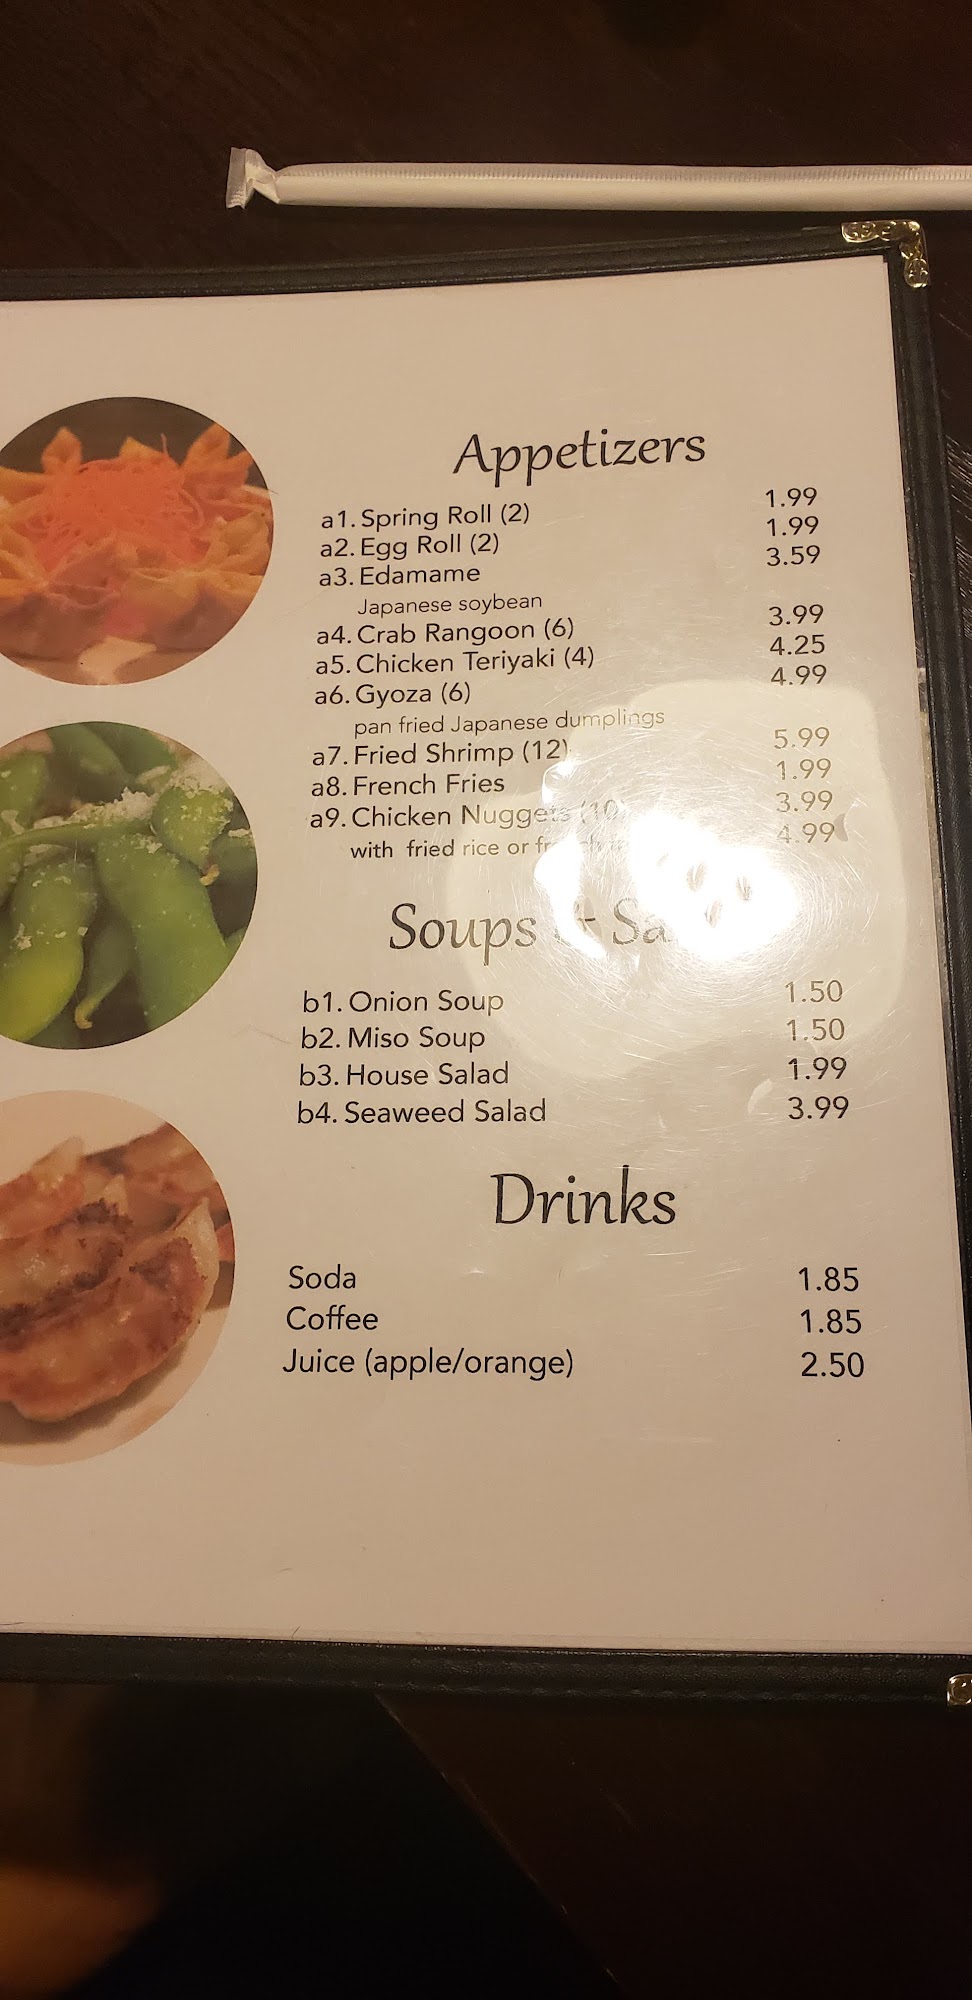 Appetizers
a1. Spring Roll (2) 1.99
a2. Egg Roll (2) 1.99
a3. Edamame 3.59
Japanese soybean
a4. Crab Rangoon (6) 3.99
a5. Chicken Teriyaki (4) 4.25
a6. Gyoza (6) 4.99
pan fried Japanese dumplings
a7. Fried Shrimp (12) 5.99
a8. French Fries 1.99
a9. Chicken Nuggets (10) 3.99
with fried rice or 4.99
Soups &
b1. Onion Soup 1.50
b2. Miso Soup 1.50
b3. House Salad 1.99
b4. Seaweed Salad 3.99
Drinks
Soda 1.85
Coffee 1.85
Juice (apple/orange) 2.50